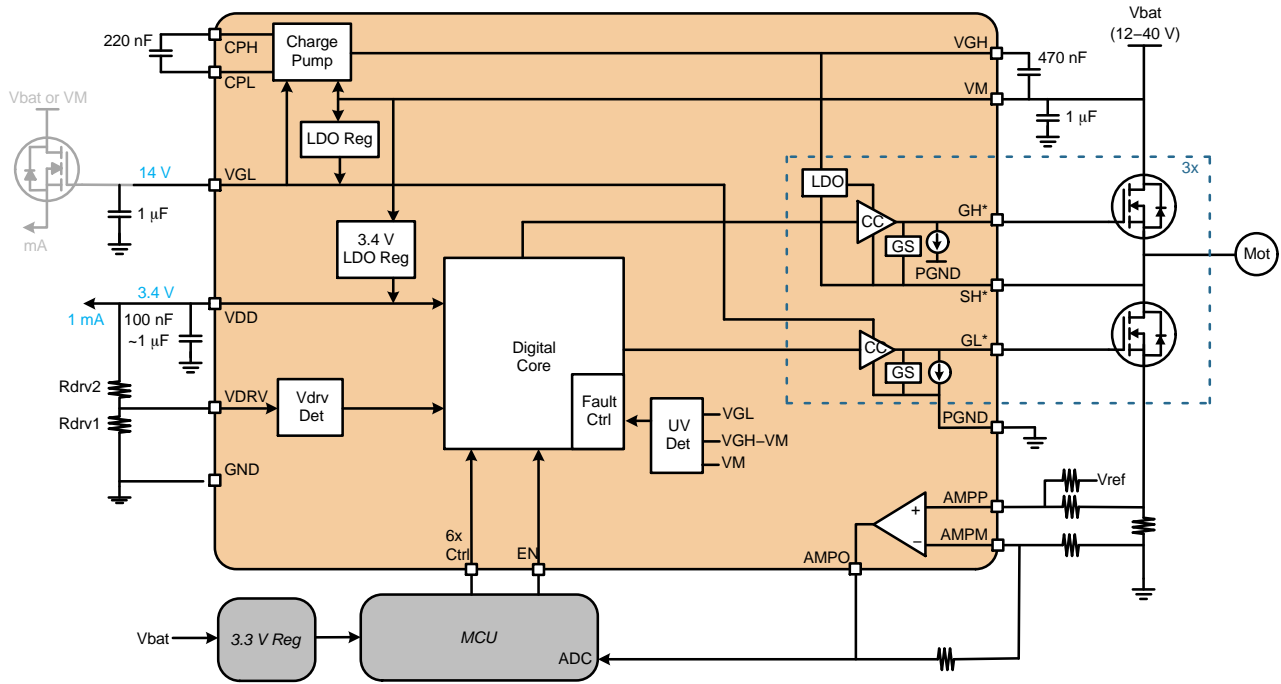 Vbat
(12–40 V)
220 nF
CPH
CPL
Charge
Pump
VGH
470 nF
VM
1 μF
Vbat or VM
LDO Reg
14 V
VGL
1 μF
mA
3.4 V
LDO Reg
LDO
3x
CC
GH*
GS
PGND
Mot
SH*
3.4 V
1 mA
100 nF
~1 μF
VDD
Digital
Core
CC
GL*
GS
Rdrv2
Rdrv1
VDRV
Vdrv
Det
Fault
Ctrl
UV
Det
VGL
VGH–VM
VM
PGND
GND
Vref
AMPP
+
−
AMPM
AMPO
6x
Ctrl
EN
Vbat
3.3 V Reg
MCU
ADC